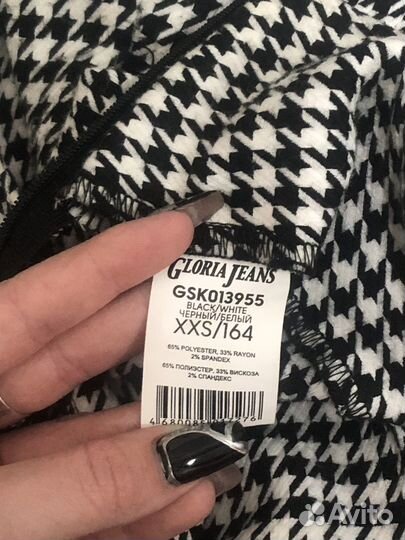 GLORIA JEANS
GSK013955
BLACK/WHITE
ЧЕРНЫЙ/БЕЛЫЙ
XXS/164
65% POLYESTER, 33% RAYON
2% SPANDEX
65% ПОЛИЭСТЕР, 33% ВИСКОЗА
2% СПАНДЕКС
Avito